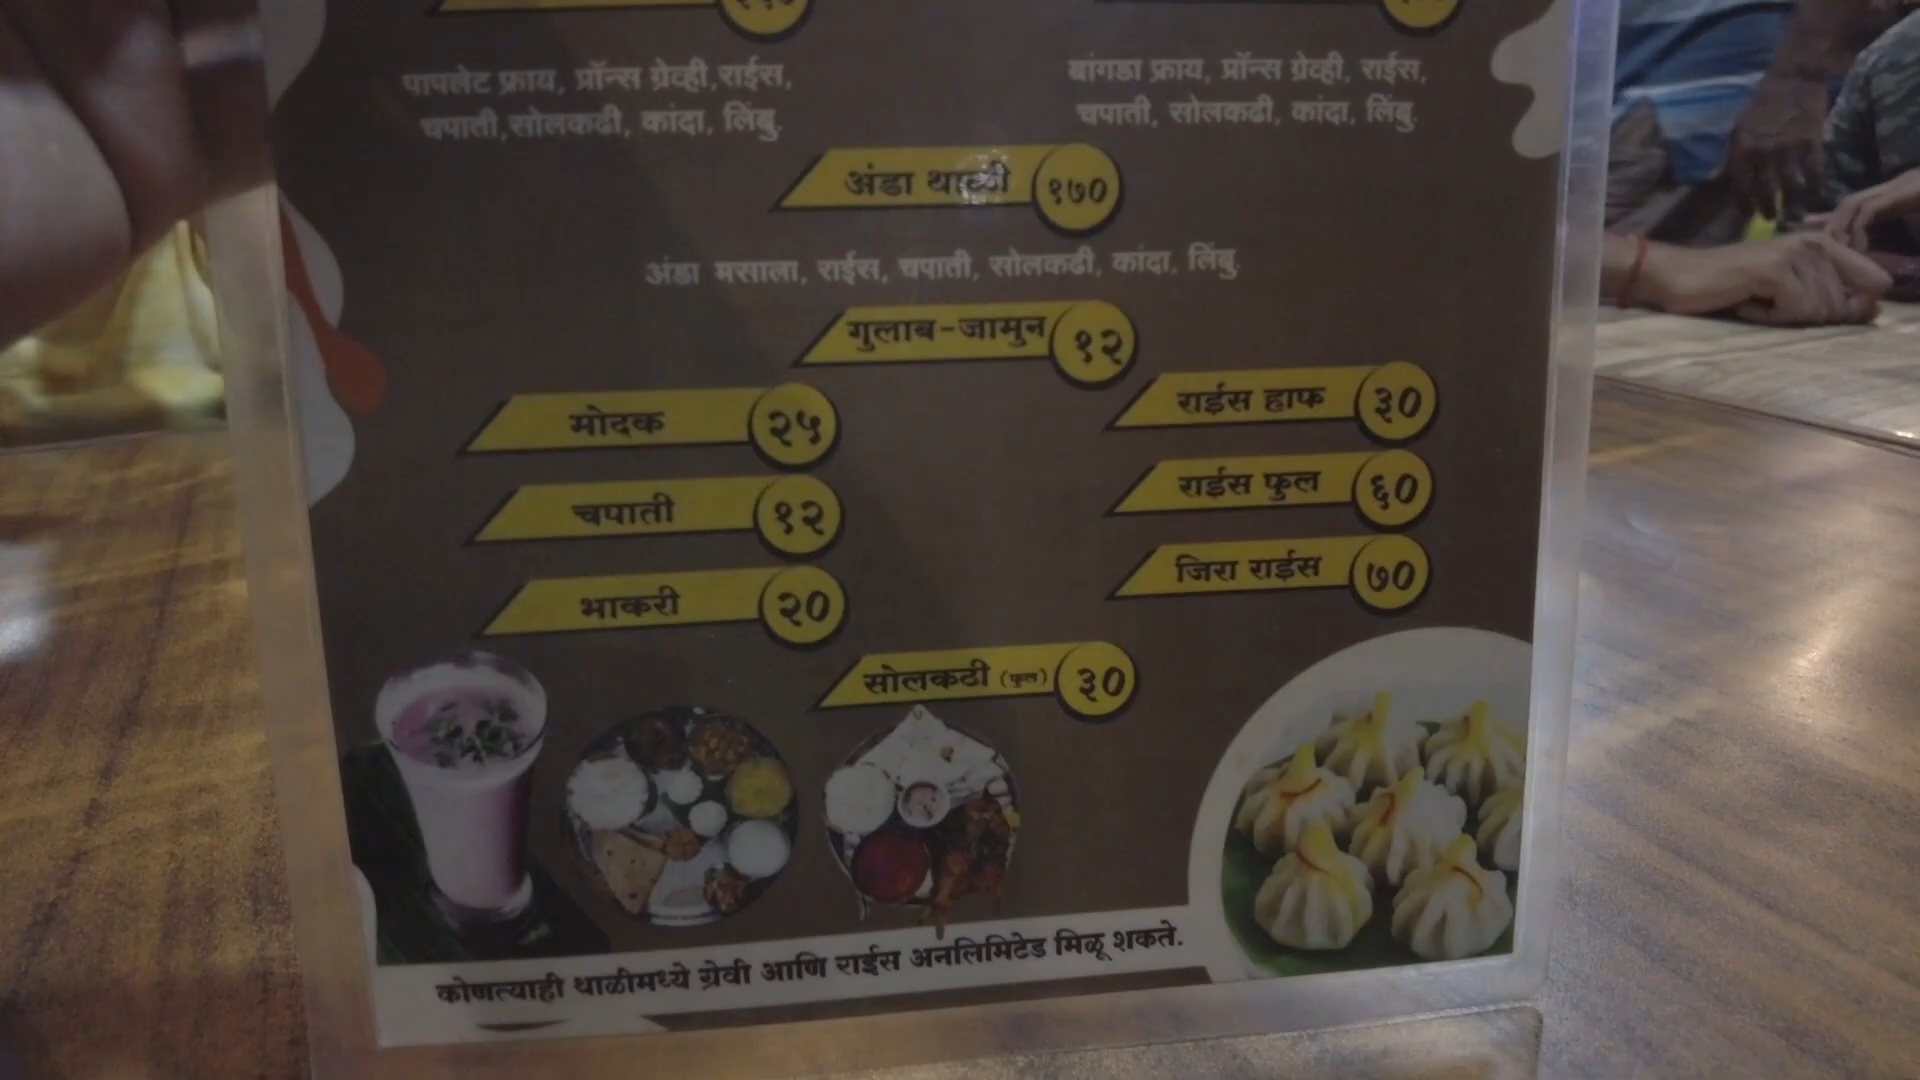 पापलेट फ्राय, प्रॉन्स ग्रेव्ही,राईस,
चपाती,सोलकढी, कांदा, लिंबु.
बांगडा फ्राय, प्रॉन्स ग्रेव्ही, राईस,
चपाती, सोलकढी, कांदा, लिंबु.
अंडा थाळी १७०
अंडा मसाला, राईस, चपाती, सोलकढी, कांदा, लिंबु.
गुलाब-जामुन १२
मोदक २५
राईस हाफ ३०
चपाती १२
राईस फुल ६०
भाकरी २०
जिरा राईस ७०
सोलकढी (फुल) ३०
कोणत्याही थाळीमध्ये ग्रेवी आणि राईस अनलिमिटेड मिळू शकते.